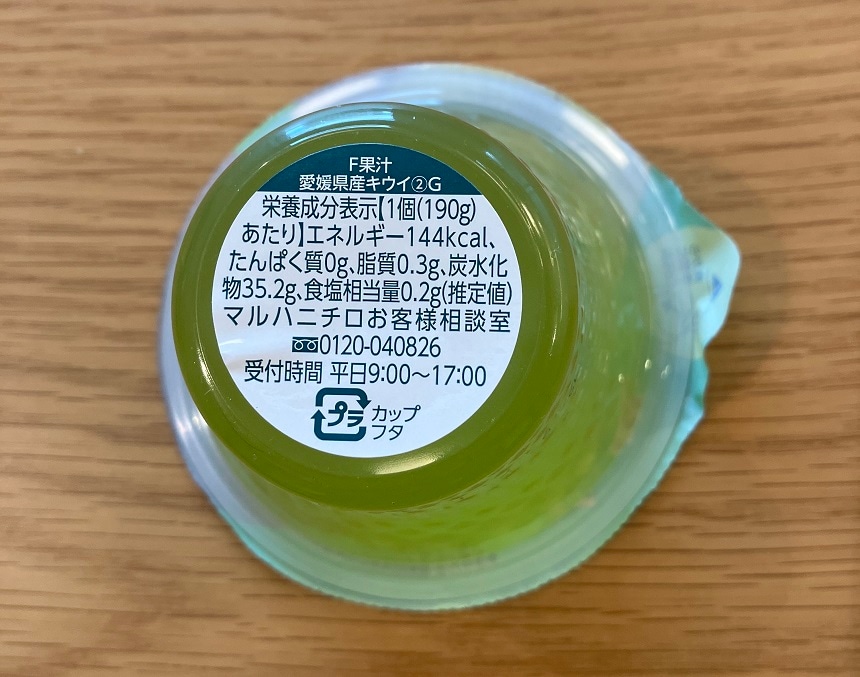 F果汁
愛媛県産キウイ②G
栄養成分表示【1個(190g)
あたり】エネルギー144kcal、
たんぱく質0g、脂質0.3g、炭水化
物35.2g、食塩相当量0.2g(推定値)
マルハニチロお客様相談室
0120-040826
受付時間 平日9:00〜17:00
プラ カップ
フタ